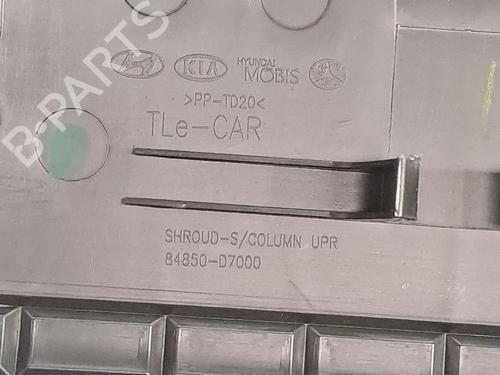 KIA
HYUNDAI
MOBIS
>PP-TD20<
TLe-CAR
SHROUD-S/COLUMN UPR
84850-D7000
B-PARTS